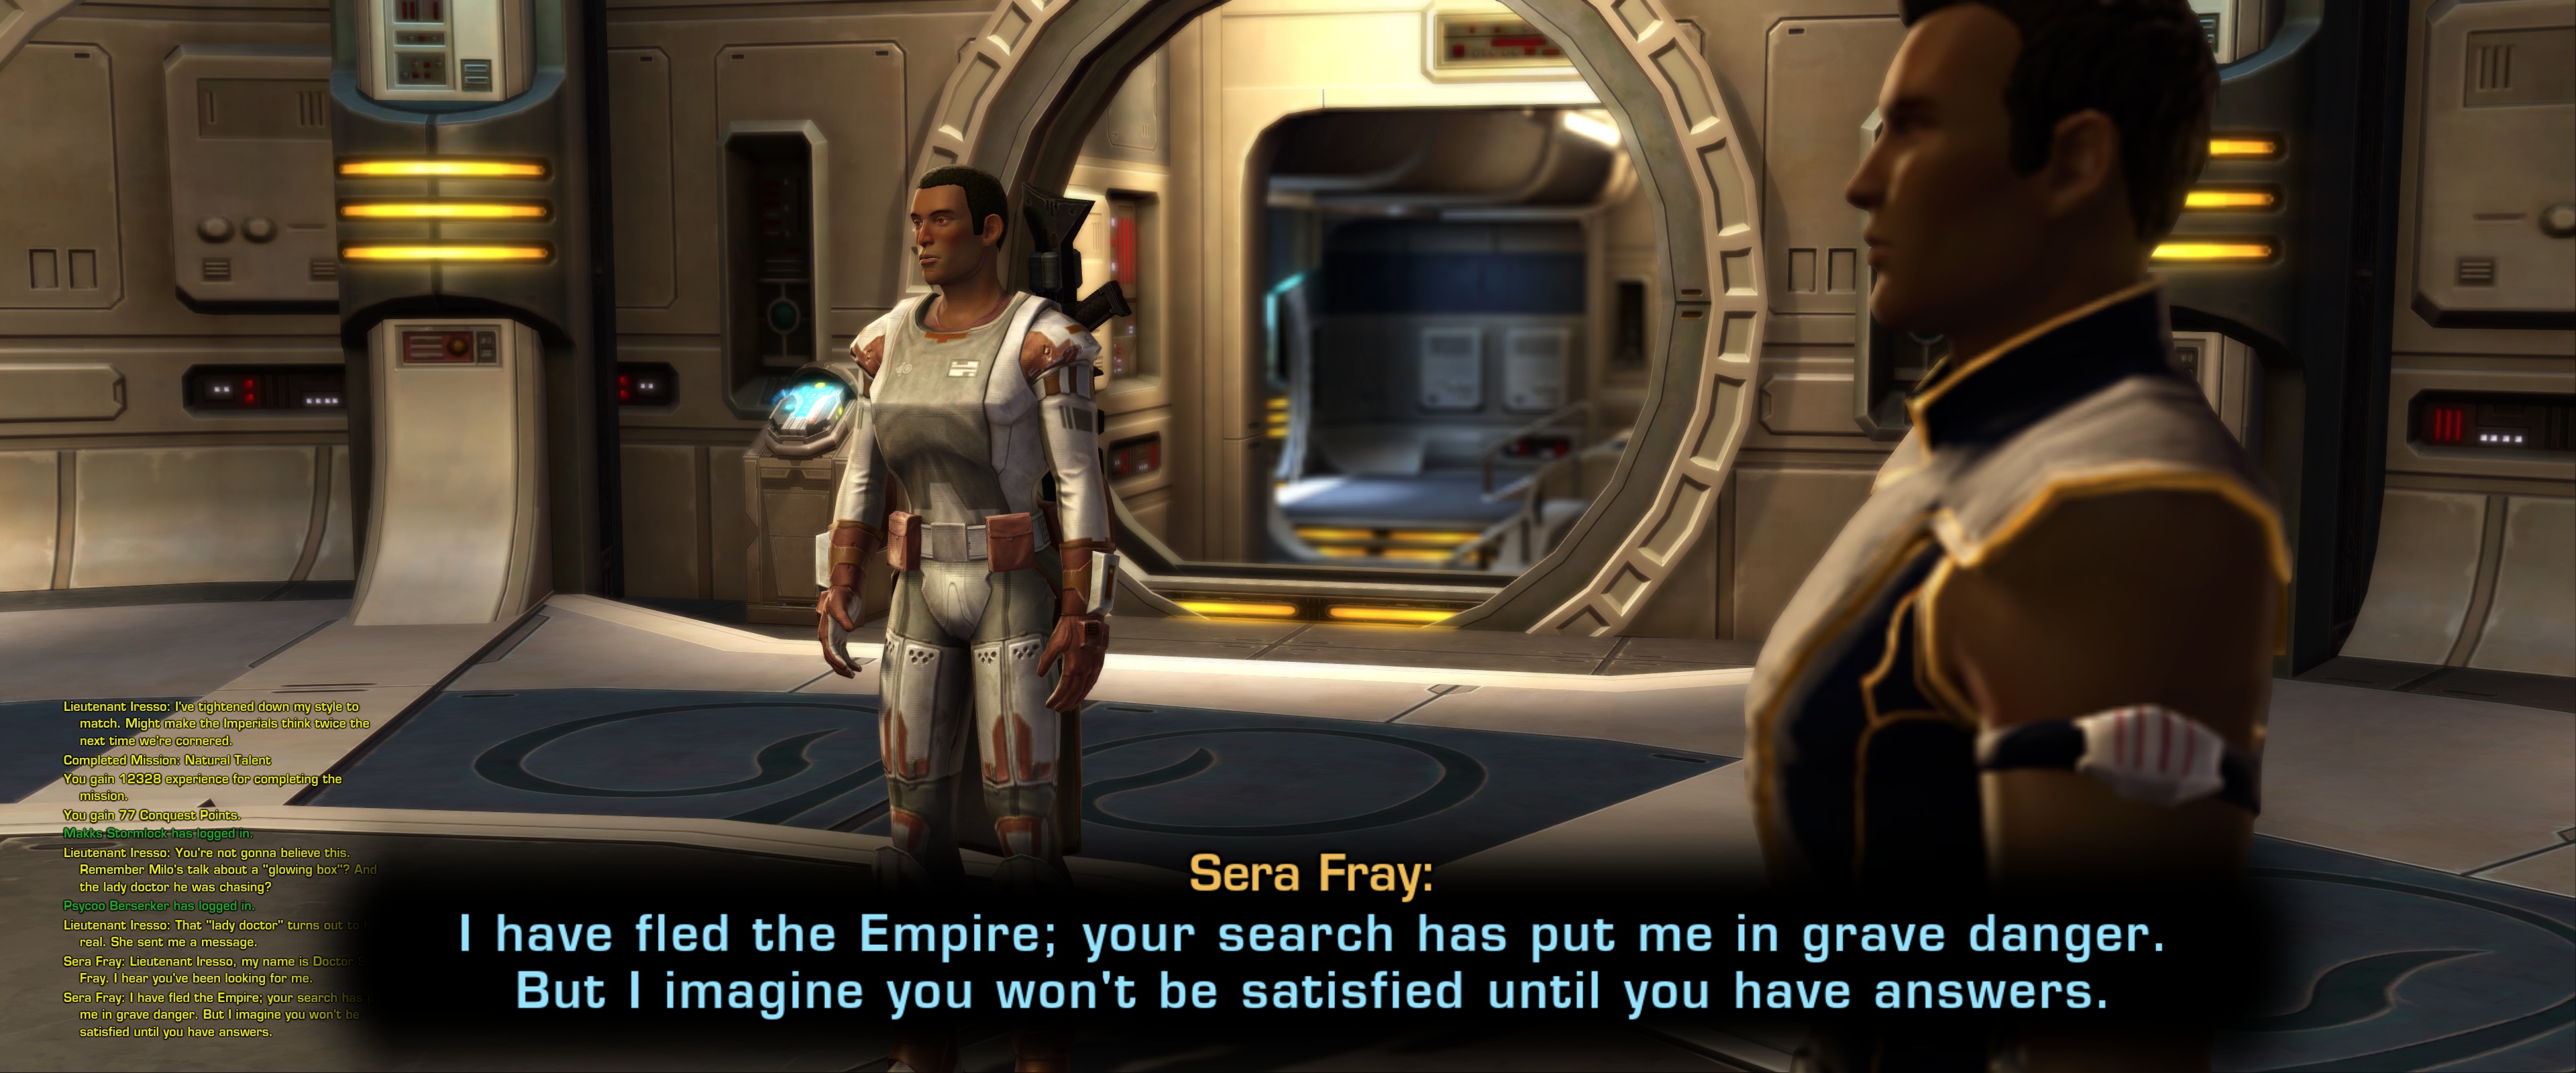 Lieutenant Iresso: I've tightened down my style to
match. Might make the Imperials think twice the
next time we're cornered.
Completed Mission: Natural Talent
You gain 12328 experience for completing the
mission.
You gain 77 Conquest Points.
Makks Stormlock has logged in.
Lieutenant Iresso: You're not gonna believe this.
Remember Milo's talk about a "glowing box"? And
the lady doctor he was chasing?
Psycoo Berserker has logged in.
Lieutenant Iresso: That "lady doctor" turns out to
real. She sent me a message.
Sera Fray: Lieutenant Iresso, my name is Doctor
Fray. I hear you've been looking for me.
Sera Fray: I have fled the Empire; your search has
me in grave danger. But I imagine you won't be
satisfied until you have answers.
Sera Fray:
I have fled the Empire; your search has put me in grave danger.
But I imagine you won't be satisfied until you have answers.